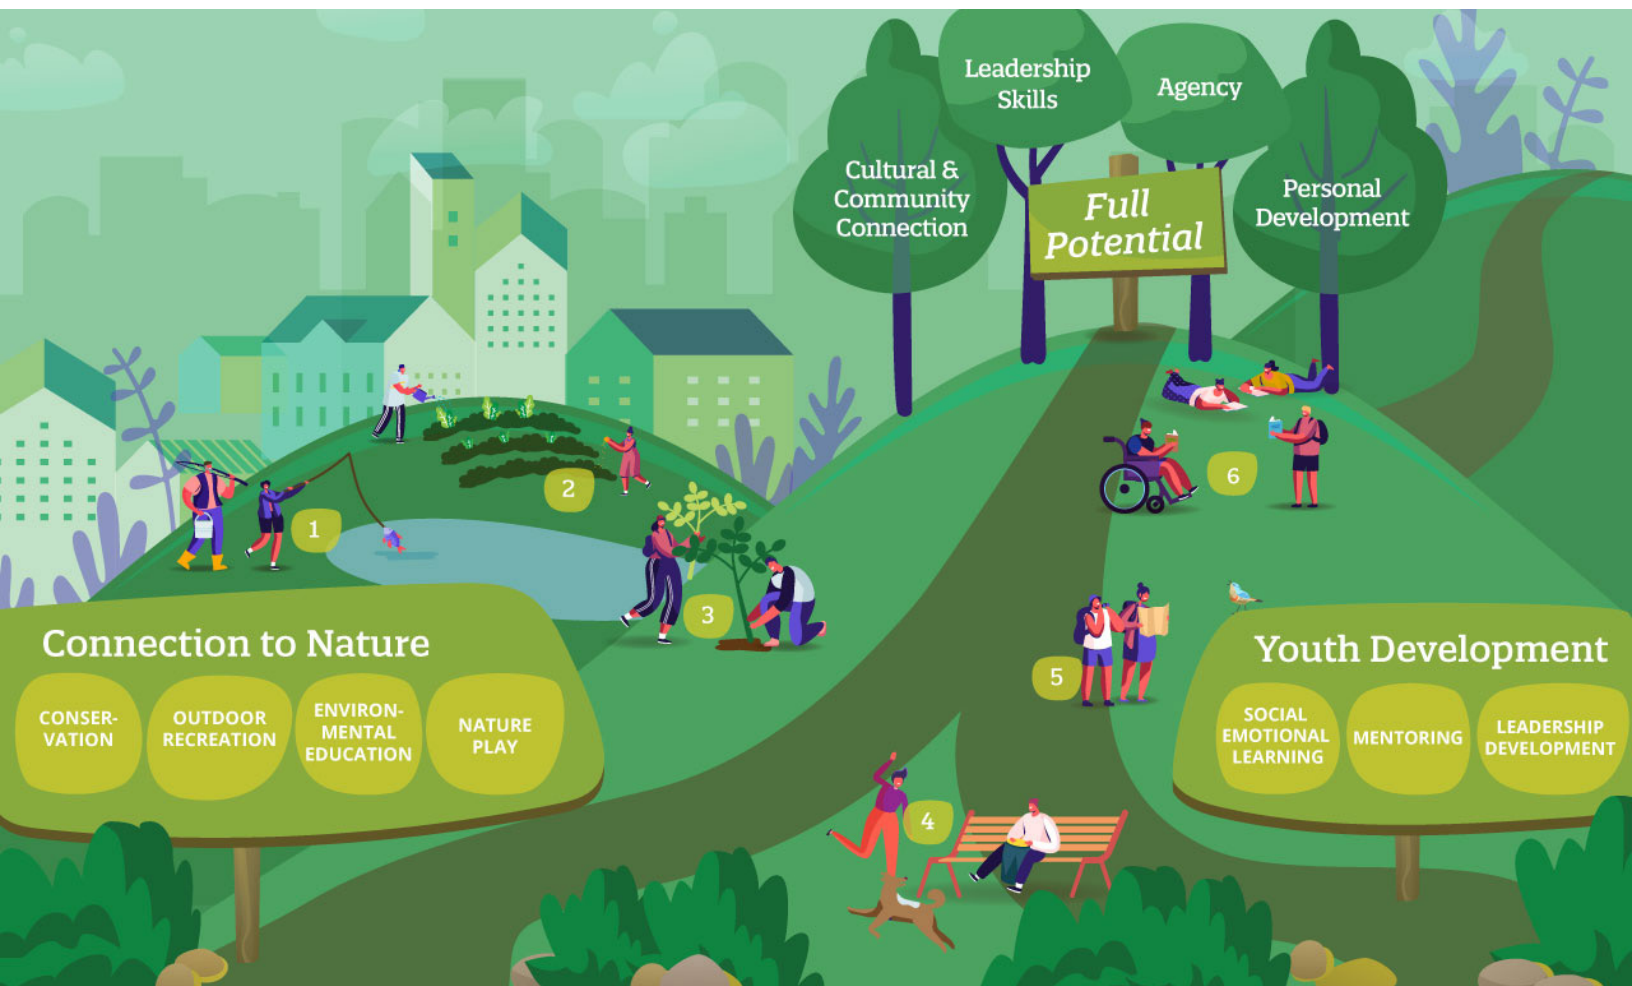 Leadership
Skills
Agency
Cultural &
Community
Connection
Full
Potential
Personal
Development
1
2
3
4
5
6
Connection to Nature
CONSER-
VATION
OUTDOOR
RECREATION
ENVIRON-
MENTAL
EDUCATION
NATURE
PLAY
Youth Development
SOCIAL
EMOTIONAL
LEARNING
MENTORING
LEADERSHIP
DEVELOPMENT